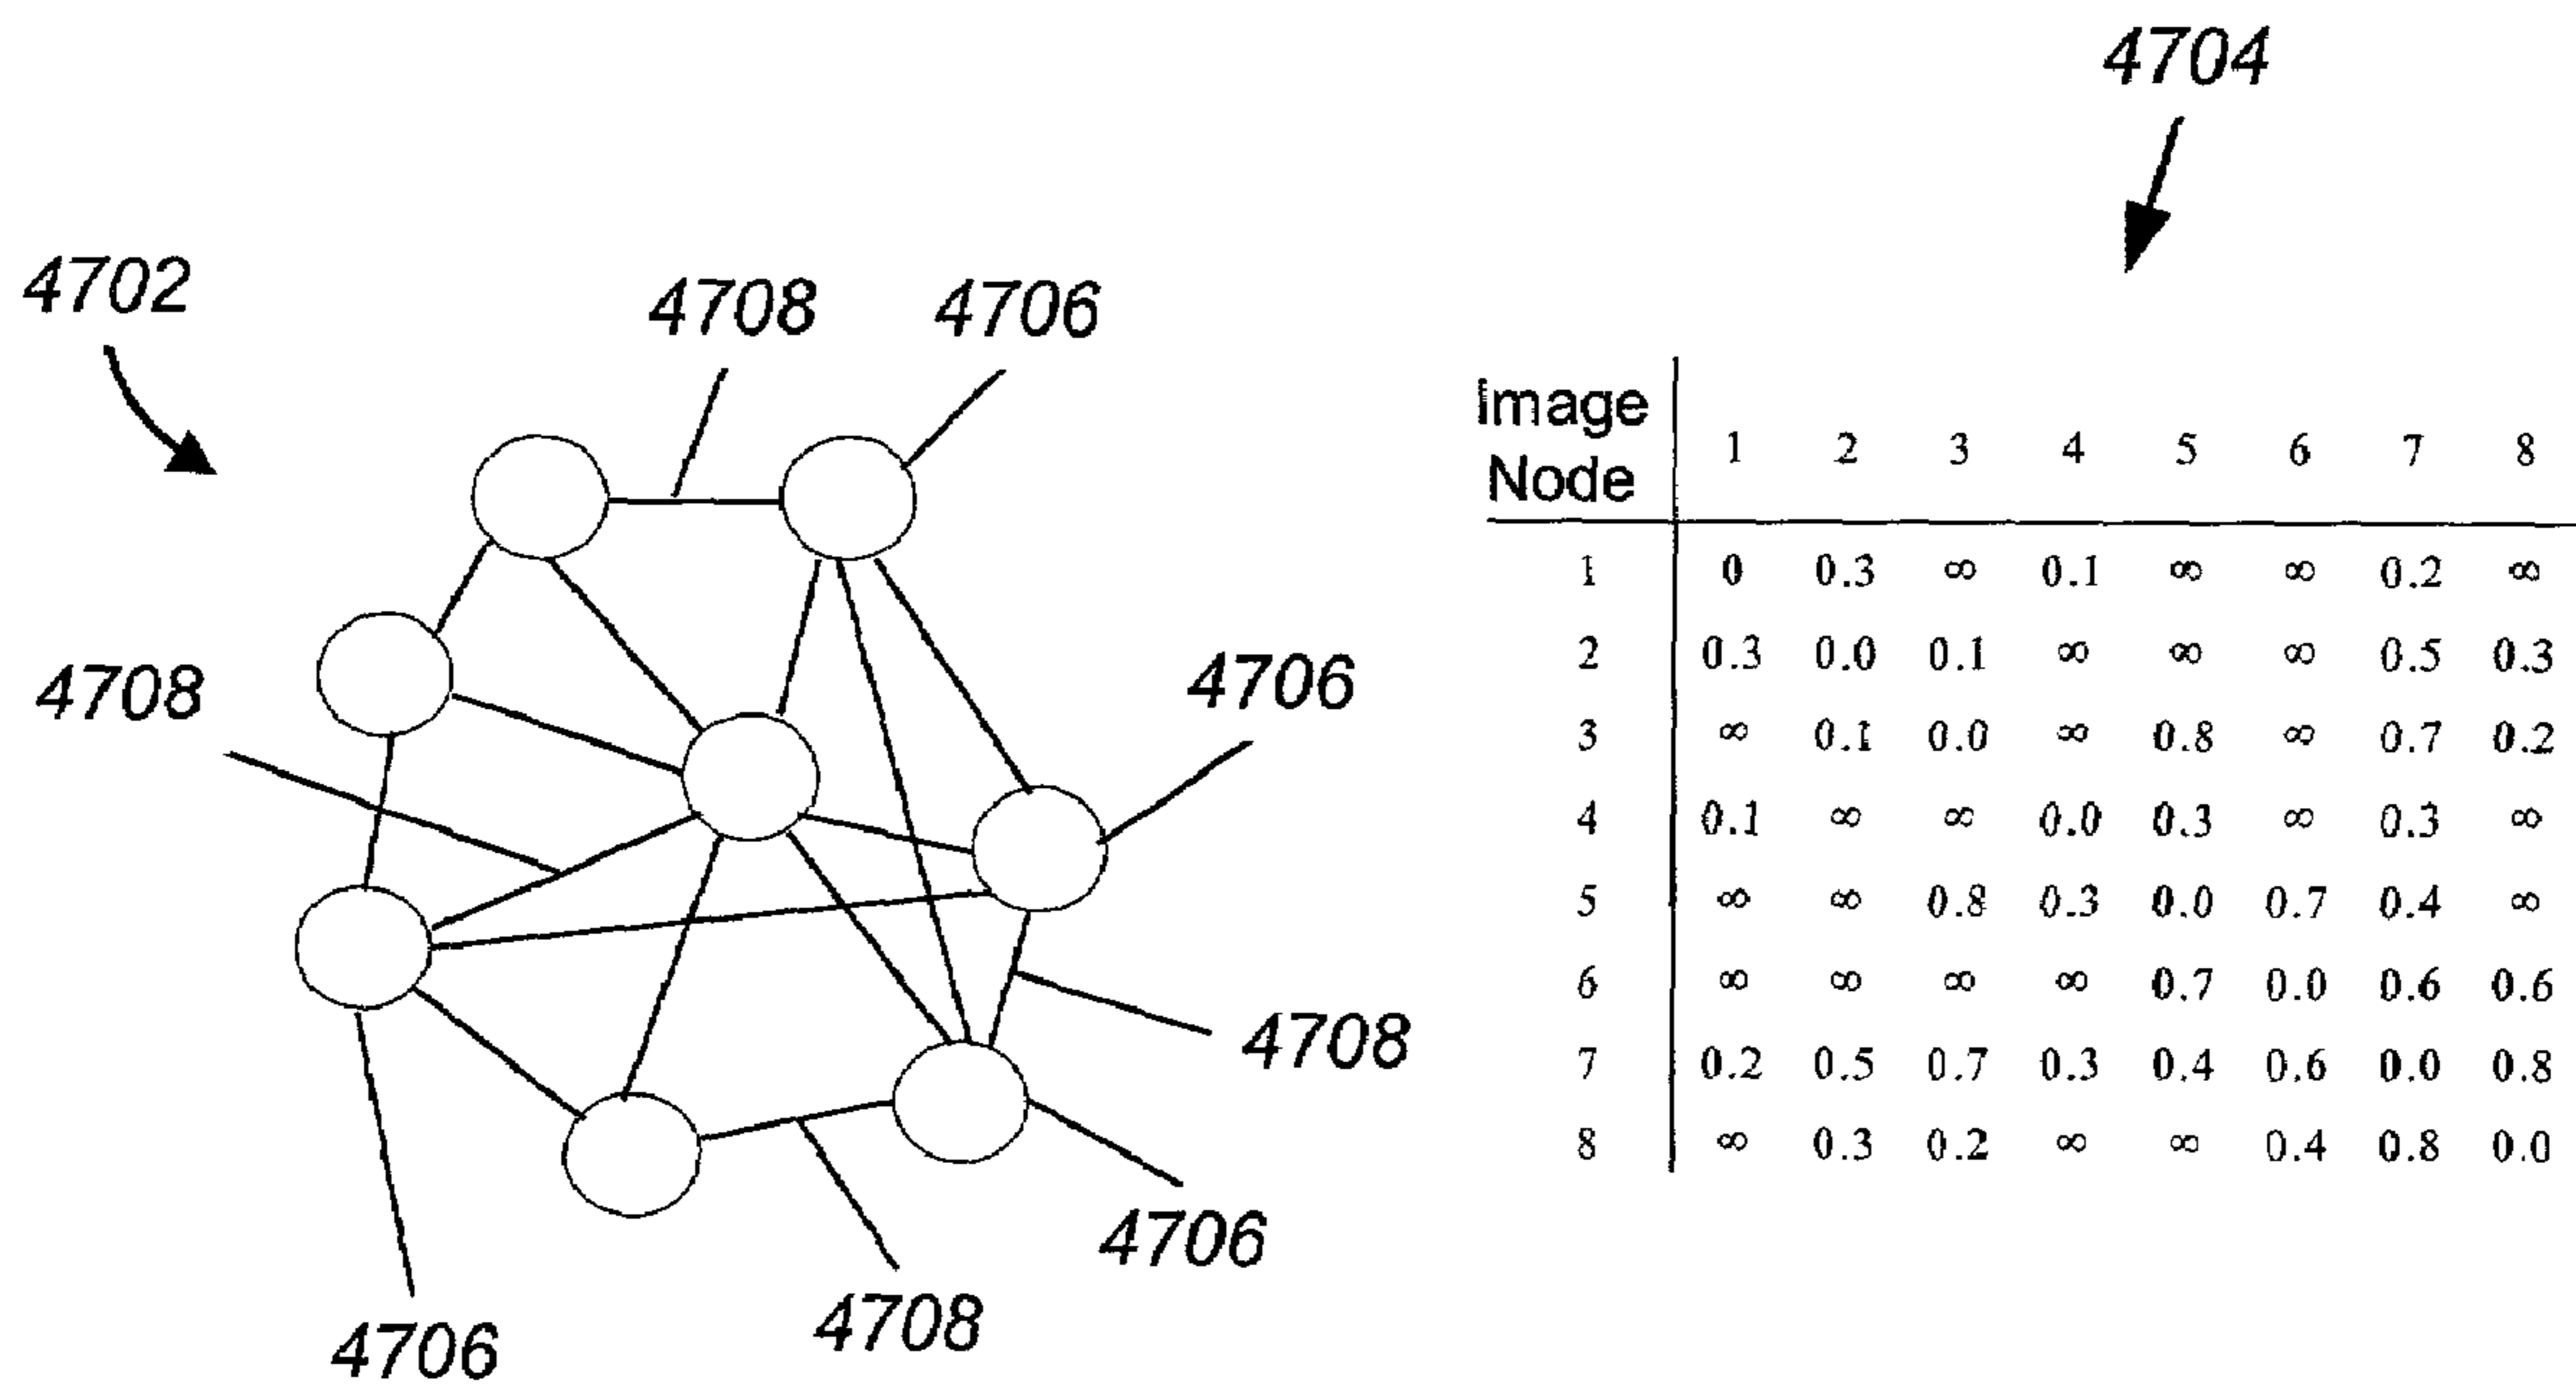 4704
4702
4708 4706
4708
4706
4708
4706
4708
4706
Image
Node
1 2 3 4 5 6 7 8
1 0 0.3 ∞ 0.1 ∞ ∞ 0.2 ∞
2 0.3 0.0 0.1 ∞ ∞ ∞ 0.5 0.3
3 ∞ 0.1 0.0 ∞ 0.8 ∞ 0.7 0.2
4 0.1 ∞ ∞ 0.0 0.3 ∞ 0.3 ∞
5 ∞ ∞ 0.8 0.3 0.0 0.7 0.4 ∞
6 ∞ ∞ ∞ ∞ 0.7 0.0 0.6 0.6
7 0.2 0.5 0.7 0.3 0.4 0.6 0.0 0.8
8 ∞ 0.3 0.2 ∞ ∞ 0.4 0.8 0.0